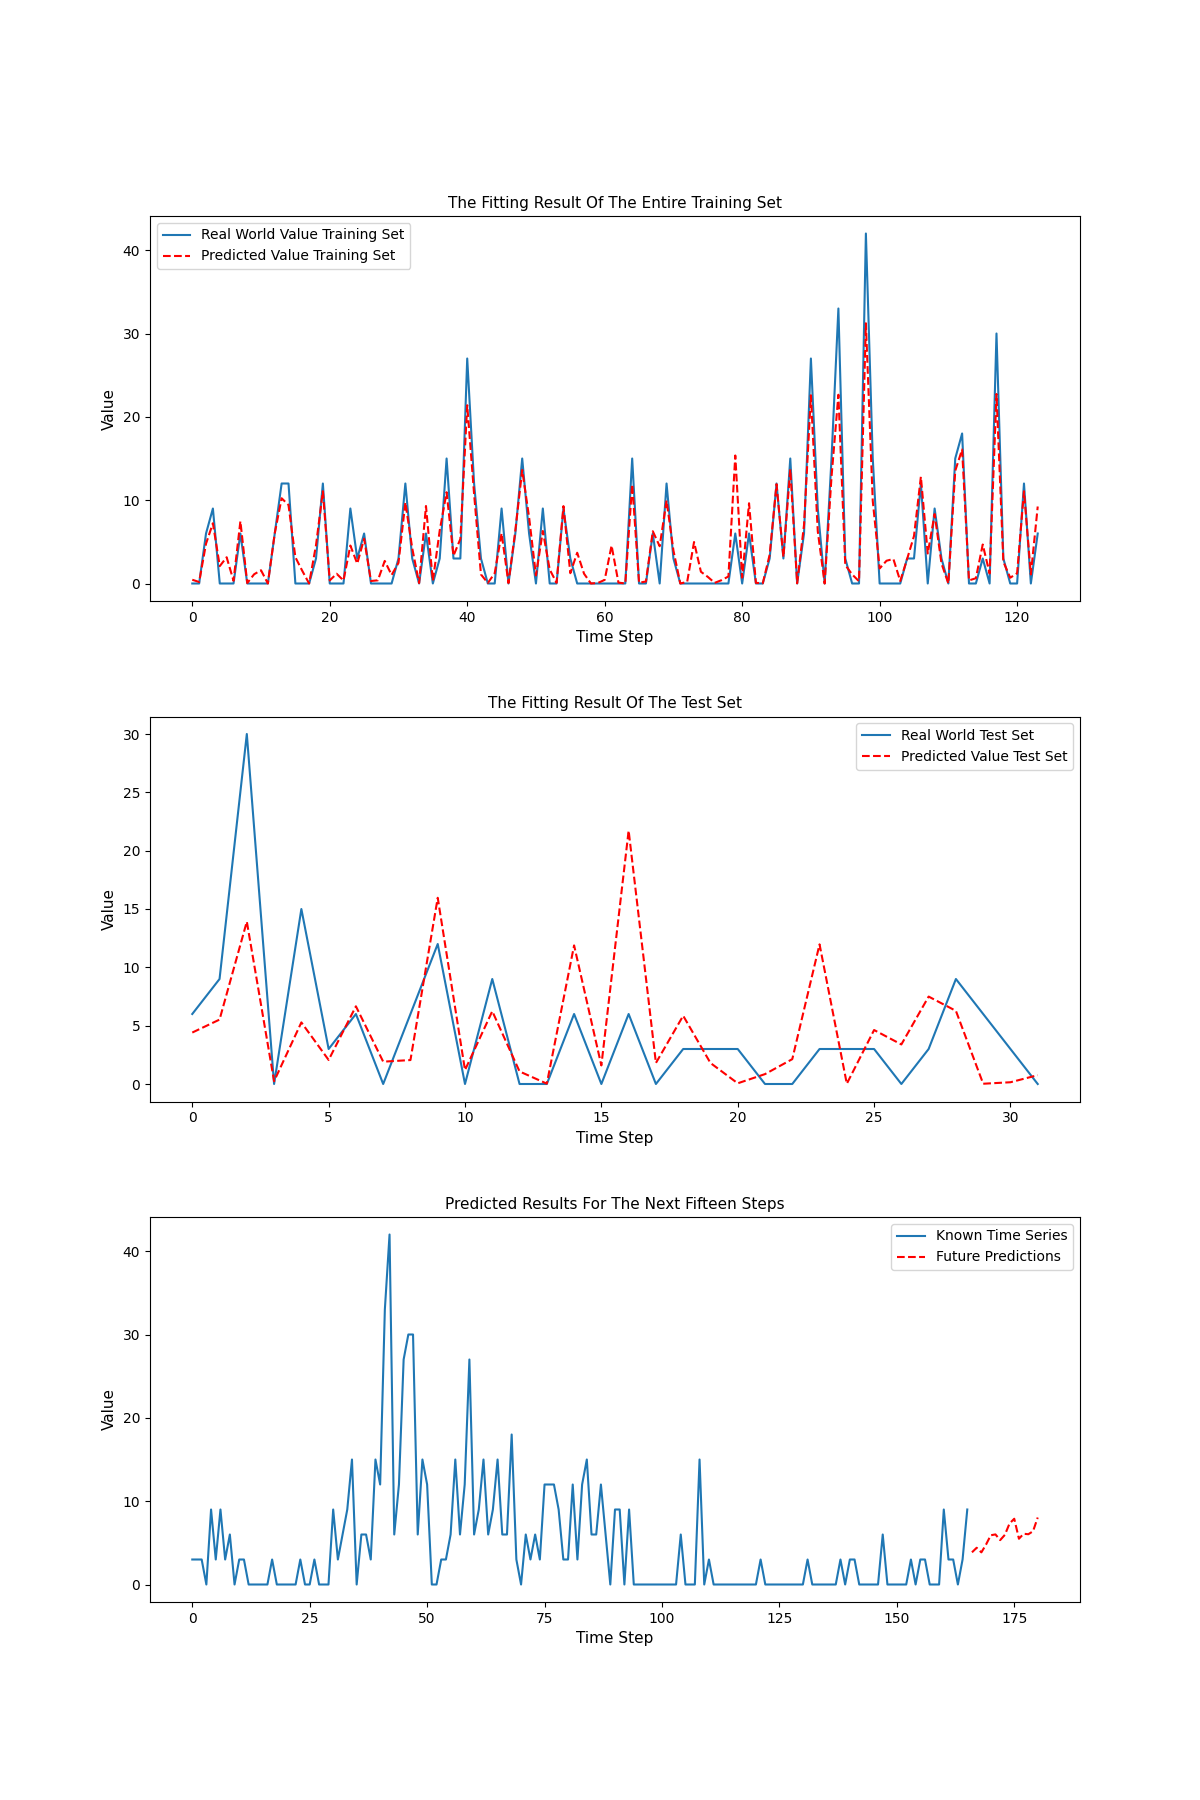 The Fitting Result Of The Entire Training Set
Real World Value Training Set
Predicted Value Training Set
Value
40
30
20
10
0
0 20 40 60 80 100 120
Time Step
The Fitting Result Of The Test Set
Real World Test Set
Predicted Value Test Set
Value
30
25
20
15
10
5
0
0 5 10 15 20 25 30
Time Step
Predicted Results For The Next Fifteen Steps
Known Time Series
Future Predictions
Value
40
30
20
10
0
0 25 50 75 100 125 150 175
Time Step